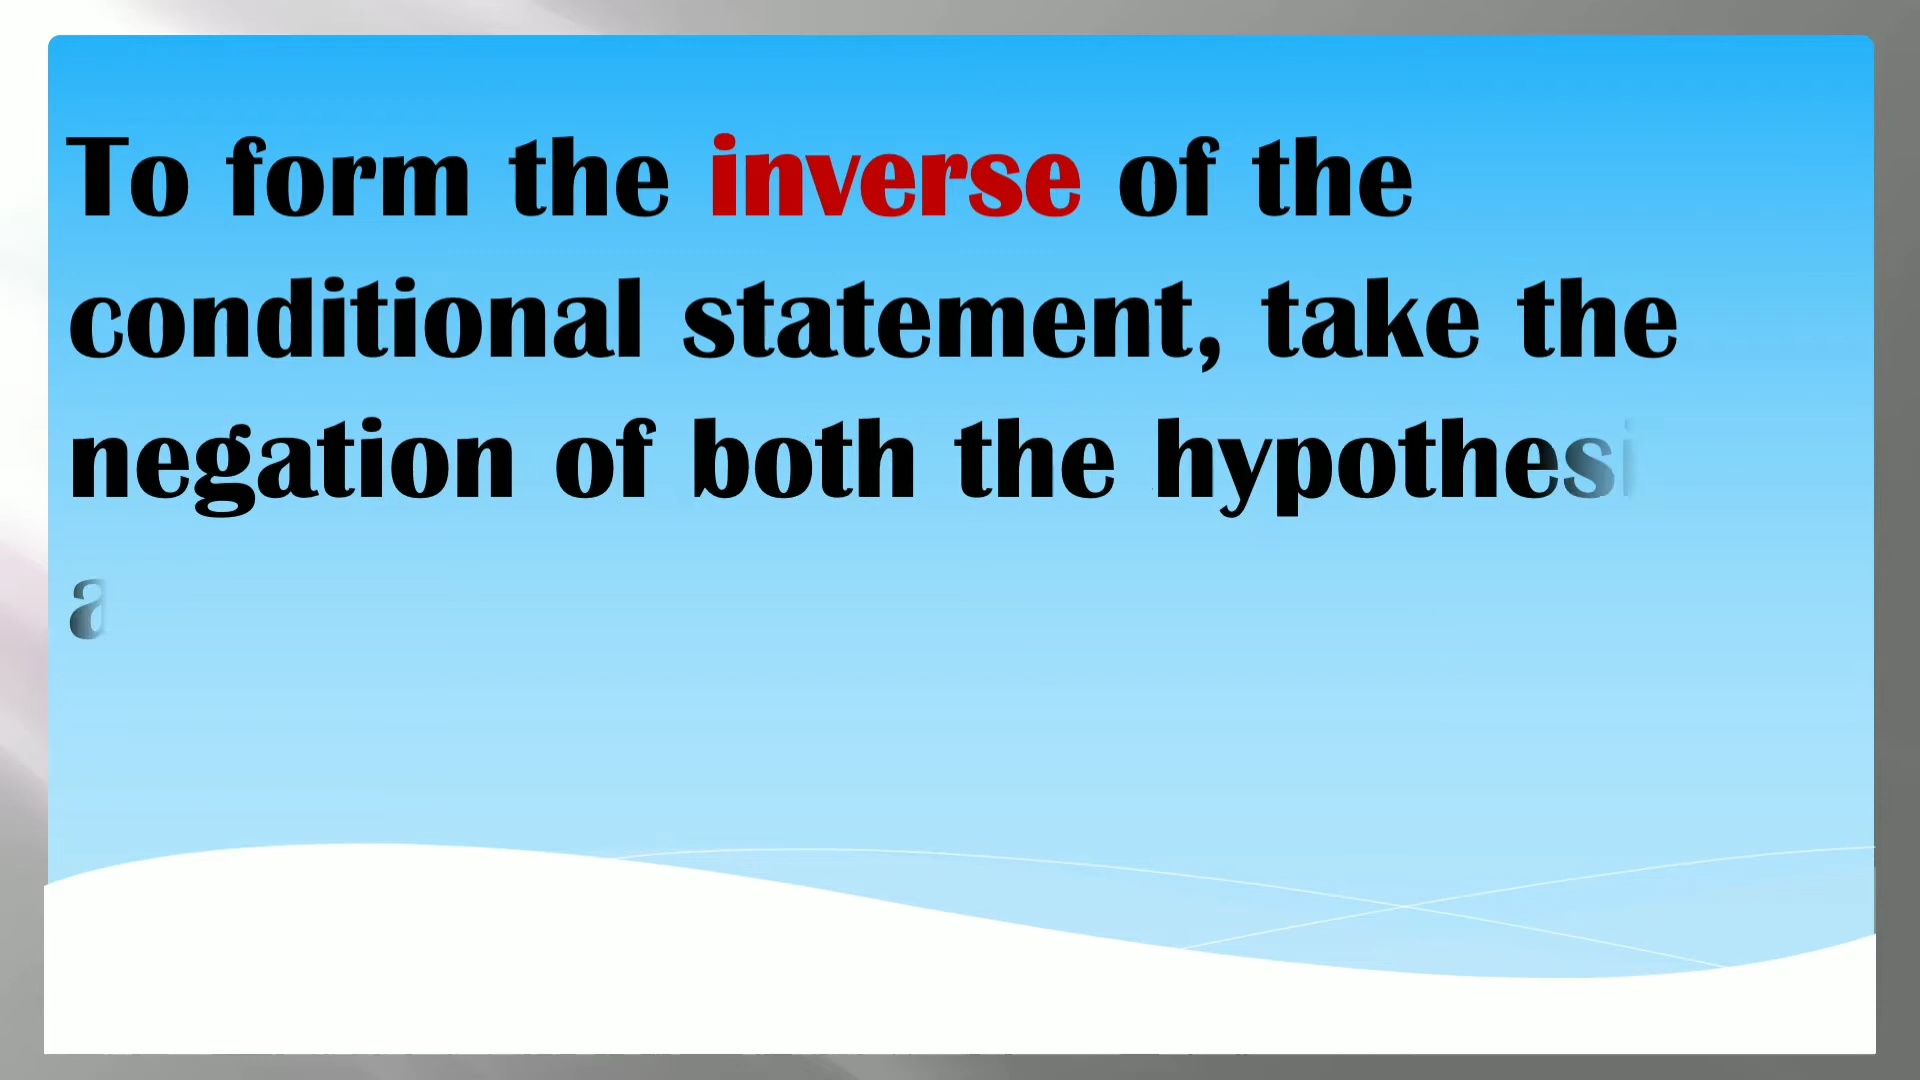 To form the inverse of the
conditional statement, take the
negation of both the hypothesi
a